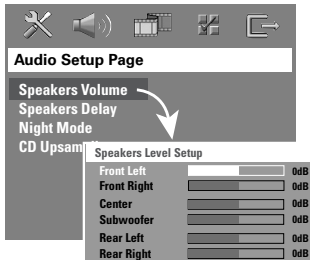 Audio Setup Page
Speakers Volume
Speakers Delay
Night Mode
CD Upsam
Speakers Level Setup
Front Left 0dB
Front Right 0dB
Center 0dB
Subwoofer 0dB
Rear Left 0dB
Rear Right 0dB